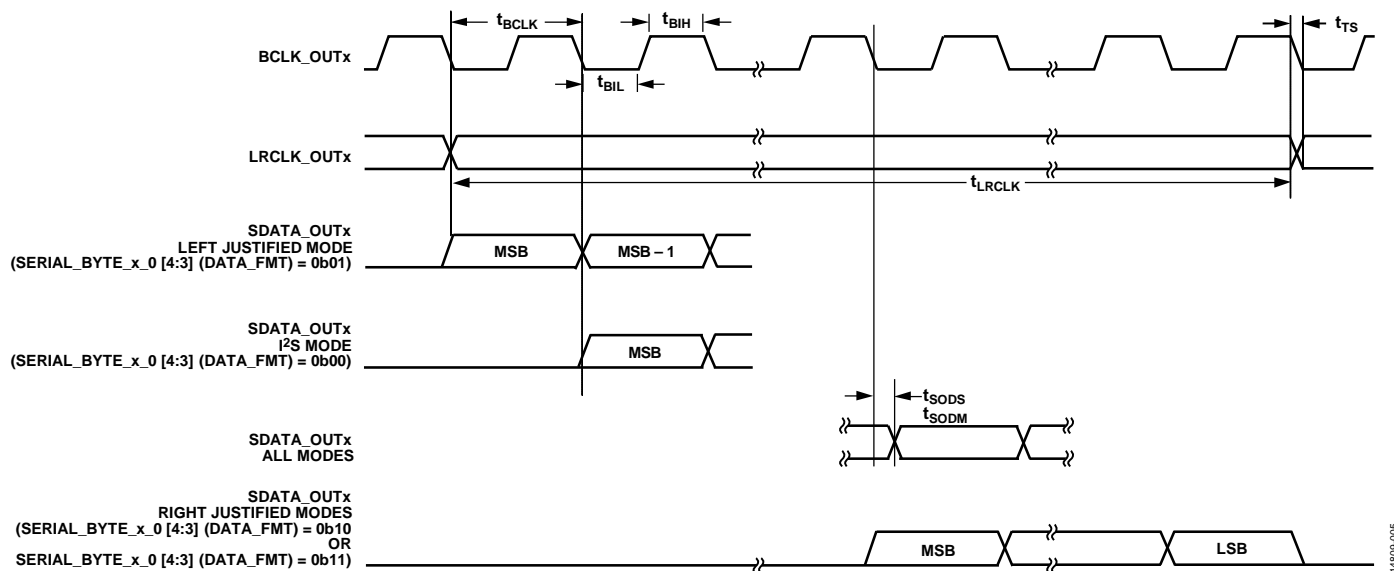 tBCLK
tBIH
tTS
BCLK_OUTx
tBIL
LRCLK_OUTx
tLRCLK
SDATA_OUTx
LEFT JUSTIFIED MODE
(SERIAL_BYTE_x_0 [4:3] (DATA_FMT) = 0b01)
MSB
MSB – 1
SDATA_OUTx
I2S MODE
(SERIAL_BYTE_x_0 [4:3] (DATA_FMT) = 0b00)
MSB
tSODS
tSODM
SDATA_OUTx
ALL MODES
SDATA_OUTx
RIGHT JUSTIFIED MODES
(SERIAL_BYTE_x_0 [4:3] (DATA_FMT) = 0b10
OR
SERIAL_BYTE_x_0 [4:3] (DATA_FMT) = 0b11)
MSB
LSB